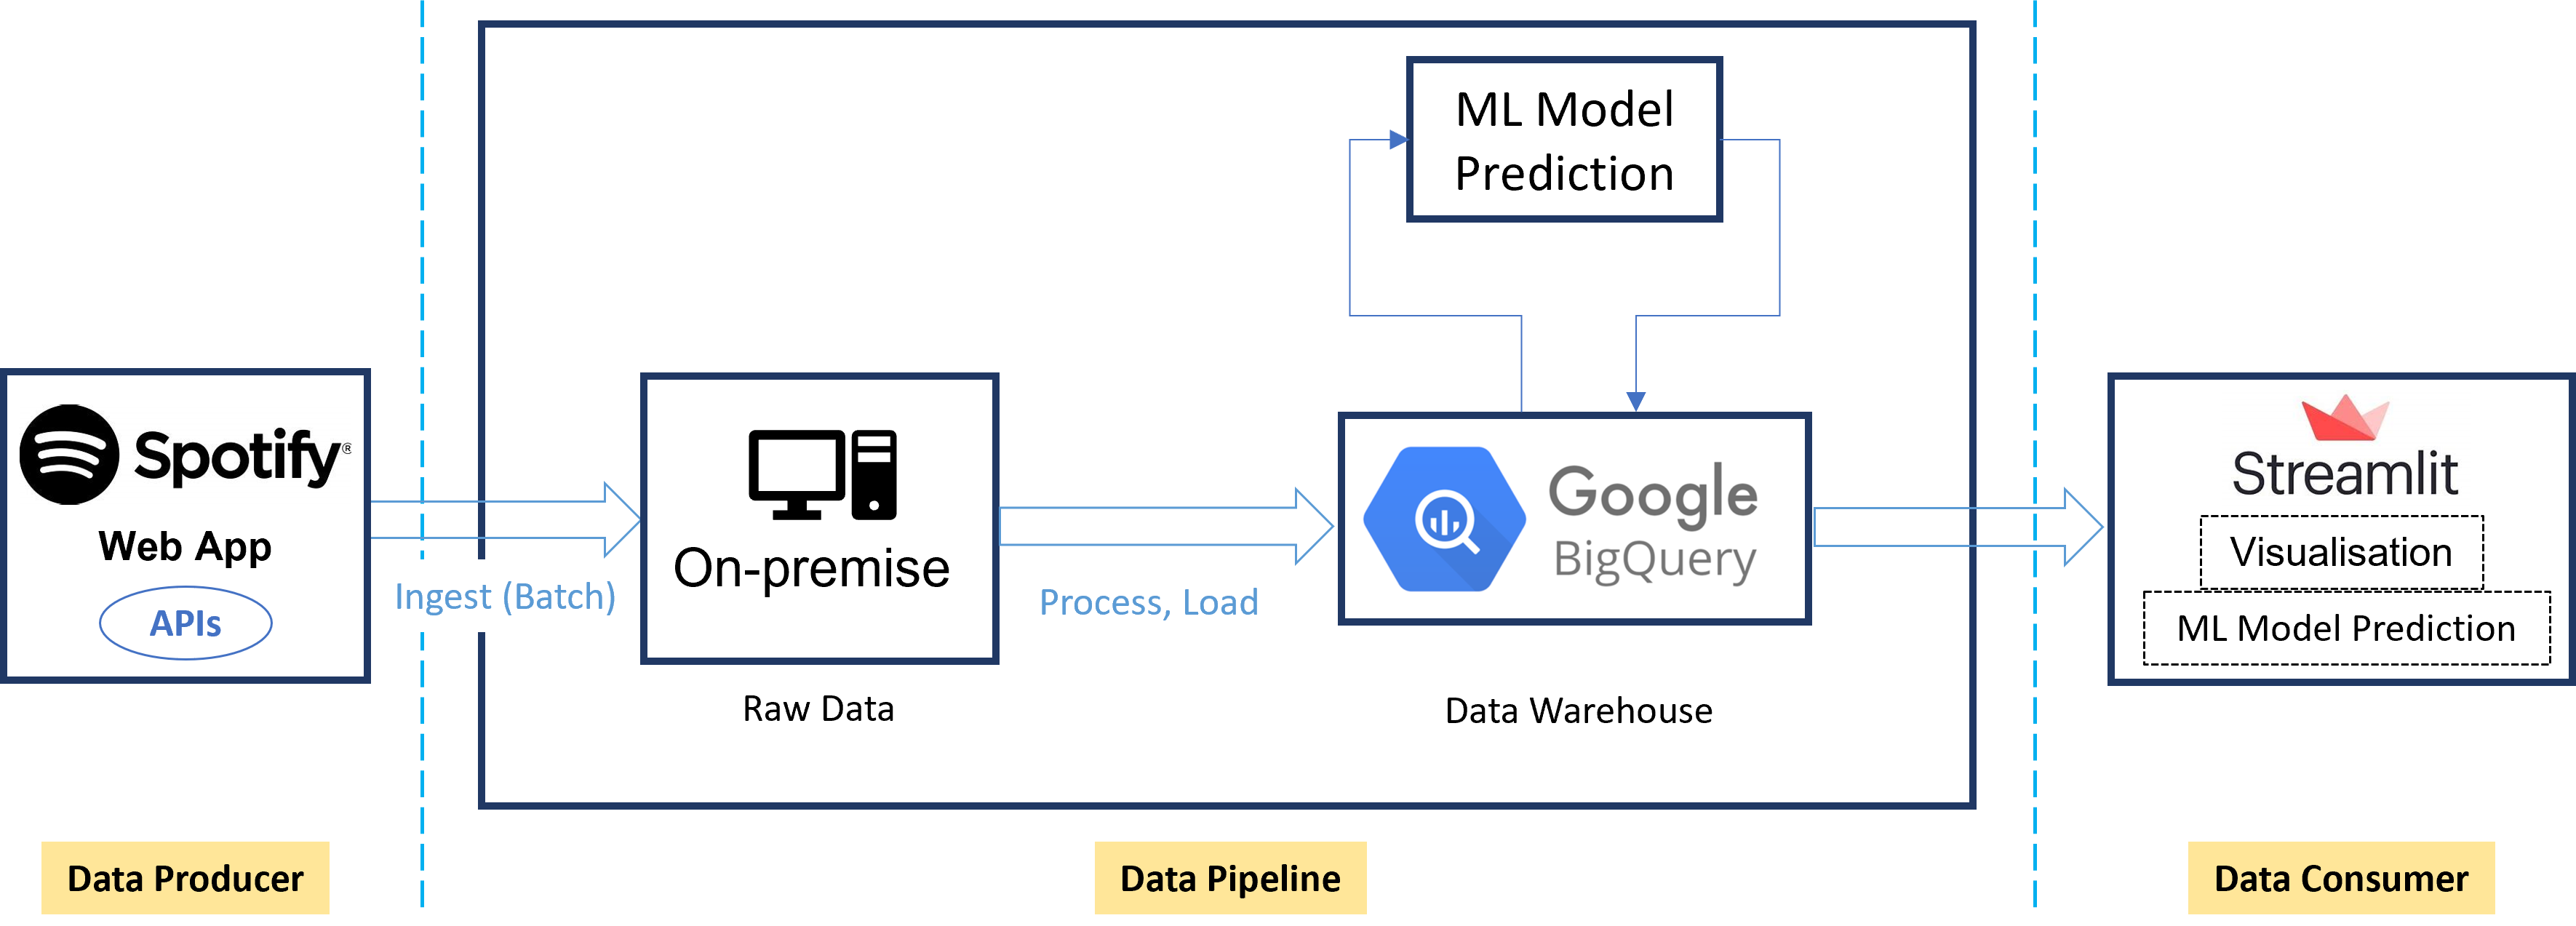 ML Model
Prediction
Spotify®
Web App
APIs
Ingest (Batch)
On-premise
Raw Data
Process, Load
Google
BigQuery
Data Warehouse
Streamlit
Visualisation
ML Model Prediction
Data Producer
Data Pipeline
Data Consumer